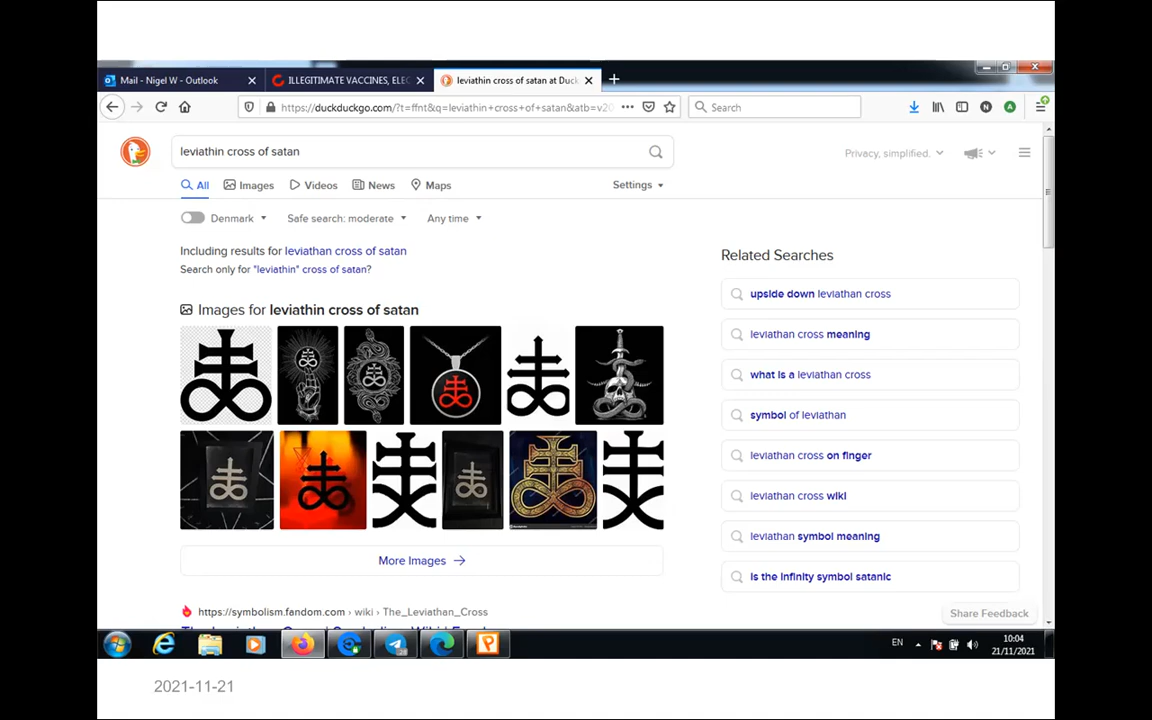 Mail - Nigel W - Outlook
ILLEGITIMATE VACCINES, ELEC
leviathin cross of satan at Duck
https://duckduckgo.com/?t=ffnt&q=leviathin+cross+of+satan&atb=v20
Search
leviathin cross of satan
Privacy, simplified.
All Images Videos News Maps
Settings
Denmark Safe search: moderate Any time
Including results for leviathan cross of satan
Search only for "leviathin" cross of satan?
Images for leviathin cross of satan
More Images
https://symbolism.fandom.com › wiki › The_Leviathan_Cross
Related Searches
upside down leviathan cross
leviathan cross meaning
what is a leviathan cross
symbol of leviathan
leviathan cross on finger
leviathan cross wiki
leviathan symbol meaning
is the infinity symbol satanic
Share Feedback
EN
10:04
21/11/2021
2021-11-21